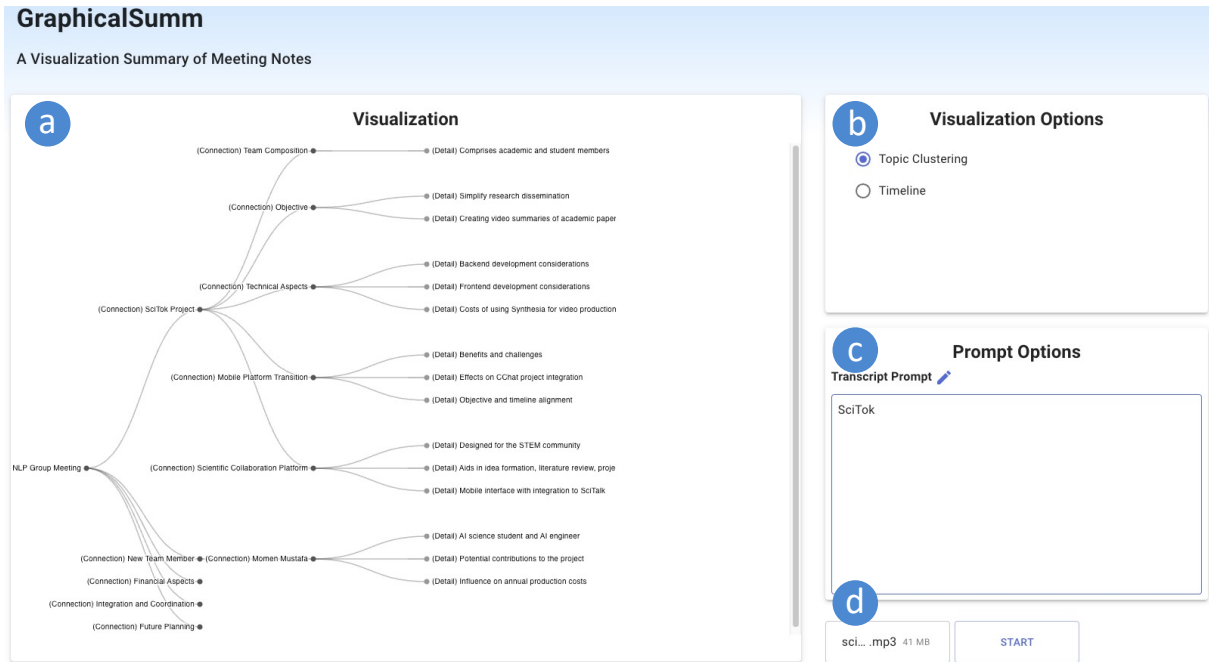 GraphicalSumm
A Visualization Summary of Meeting Notes
a
Visualization
(Connection) Team Composition
(Detail) Comprises academic and student members
(Detail) Simplify research dissemination
(Connection) Objective
(Detail) Creating video summaries of academic paper
(Detail) Backend development considerations
(Connection) Technical Aspects
(Detail) Frontend development considerations
(Connection) SciTok Project
(Detail) Costs of using Synthesia for video production
(Detail) Benefits and challenges
(Connection) Mobile Platform Transition
(Detail) Effects on CChat project integration
(Detail) Objective and timeline alignment
(Detail) Designed for the STEM community
NLP Group Meeting
(Connection) Scientific Collaboration Platform
(Detail) Aids in idea formation, literature review, proje
(Detail) Mobile interface with integration to SciTalk
(Detail) AI science student and AI engineer
(Connection) New Team Member
(Connection) Momen Mustafa
(Detail) Potential contributions to the project
(Connection) Financial Aspects
(Detail) Influence on annual production costs
(Connection) Integration and Coordination
(Connection) Future Planning
b
Visualization Options
Topic Clustering
Timeline
c
Prompt Options
Transcript Prompt
SciTok
d
sci... .mp3 41 MB
START